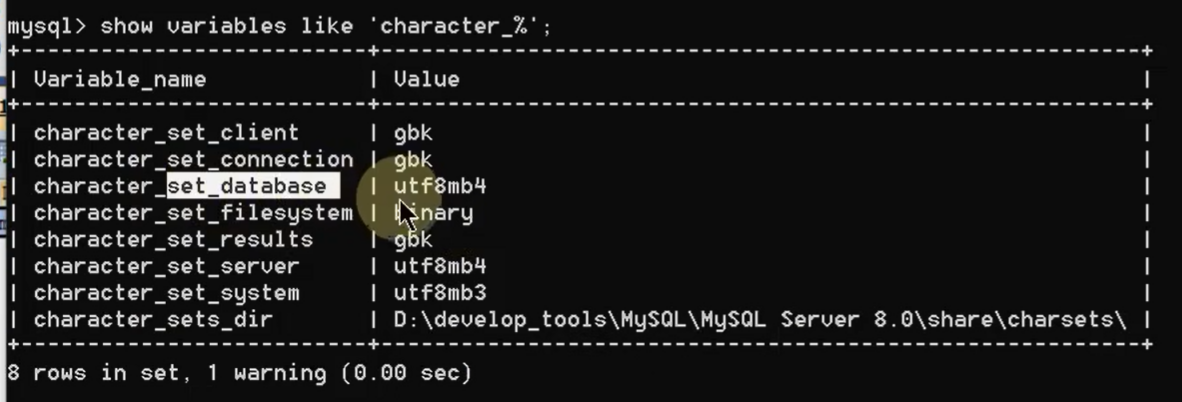 mysql> show variables like 'character_%';
+--------------------------+---------------------------------------------------------+
| Variable_name            | Value                                                   |
+--------------------------+---------------------------------------------------------+
| character_set_client     | gbk                                                     |
| character_set_connection | gbk                                                     |
| character_set_database   | utf8mb4                                                 |
| character_set_filesystem | binary                                                  |
| character_set_results    | gbk                                                     |
| character_set_server     | utf8mb4                                                 |
| character_set_system     | utf8mb3                                                 |
| character_sets_dir       | D:\develop_tools\MySQL\MySQL Server 8.0\share\charsets\ |
+--------------------------+---------------------------------------------------------+
8 rows in set, 1 warning (0.00 sec)